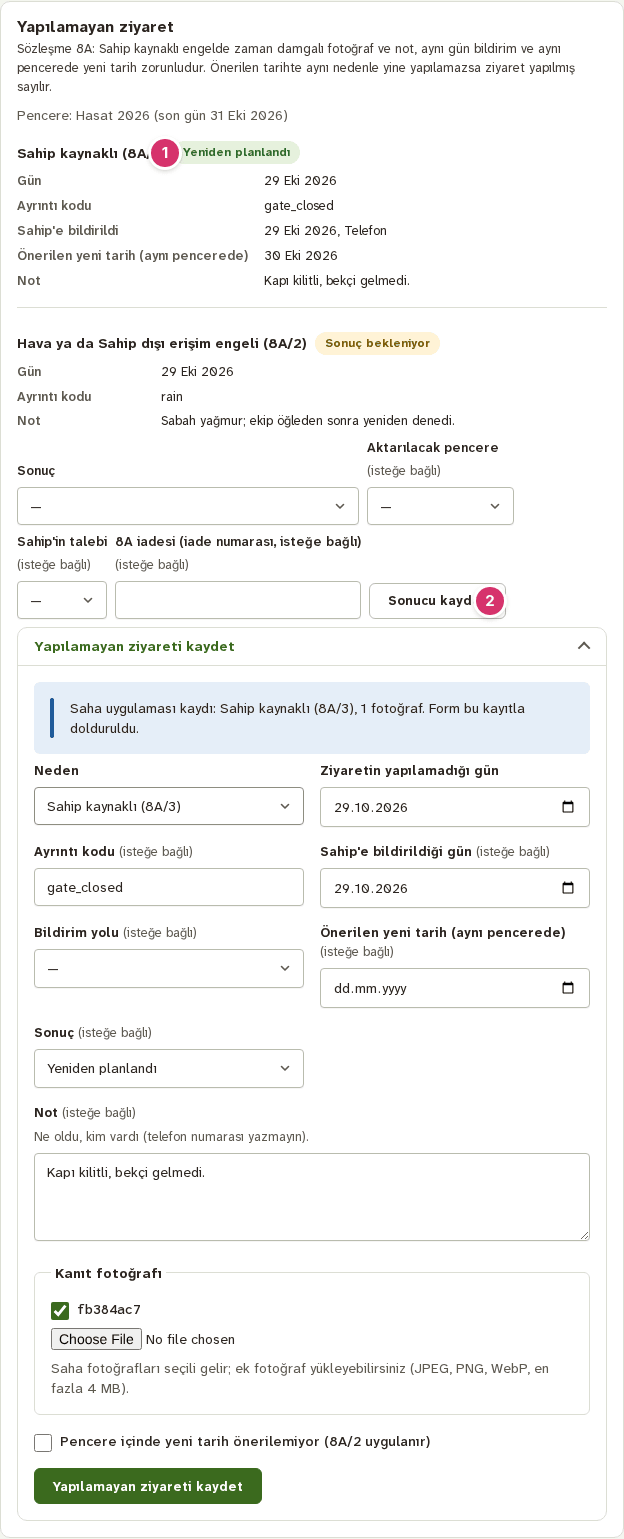 Yapılamayan ziyaret
Sözleşme 8A: Sahip kaynaklı engelde zaman damgalı fotoğraf ve not, aynı gün bildirim ve aynı
pencerede yeni tarih zorunludur. Önerilen tarihte aynı nedenle yine yapılamazsa ziyaret yapılmış
sayılır.
Pencere: Hasat 2026 (son gün 31 Eki 2026)
Sahip kaynaklı (8A/ 1 Yeniden planlandı
Gün 29 Eki 2026
Ayrıntı kodu gate_closed
Sahip'e bildirildi 29 Eki 2026, Telefon
Önerilen yeni tarih (aynı pencerede) 30 Eki 2026
Not Kapı kilitli, bekçi gelmedi.
Hava ya da Sahip dışı erişim engeli (8A/2) Sonuç bekleniyor
Gün 29 Eki 2026
Ayrıntı kodu rain
Not Sabah yağmur; ekip öğleden sonra yeniden denedi.
Aktarılacak pencere
Sonuç (isteğe bağlı)
— —
Sahip'in talebi 8A iadesi (iade numarası, isteğe bağlı)
(isteğe bağlı) (isteğe bağlı)
— Sonucu kayd 2
Yapılamayan ziyareti kaydet
Saha uygulaması kaydı: Sahip kaynaklı (8A/3), 1 fotoğraf. Form bu kayıtla
dolduruldu.
Neden Ziyaretin yapılamadığı gün
Sahip kaynaklı (8A/3) 29.10.2026
Ayrıntı kodu (isteğe bağlı) Sahip'e bildirildiği gün (isteğe bağlı)
gate_closed 29.10.2026
Bildirim yolu (isteğe bağlı) Önerilen yeni tarih (aynı pencerede)
(isteğe bağlı)
— dd.mm.yyyy
Sonuç (isteğe bağlı)
Yeniden planlandı
Not (isteğe bağlı)
Ne oldu, kim vardı (telefon numarası yazmayın).
Kapı kilitli, bekçi gelmedi.
Kanıt fotoğrafı
fb384ac7
Choose File No file chosen
Saha fotoğrafları seçili gelir; ek fotoğraf yükleyebilirsiniz (JPEG, PNG, WebP, en
fazla 4 MB).
Pencere içinde yeni tarih önerilemiyor (8A/2 uygulanır)
Yapılamayan ziyareti kaydet